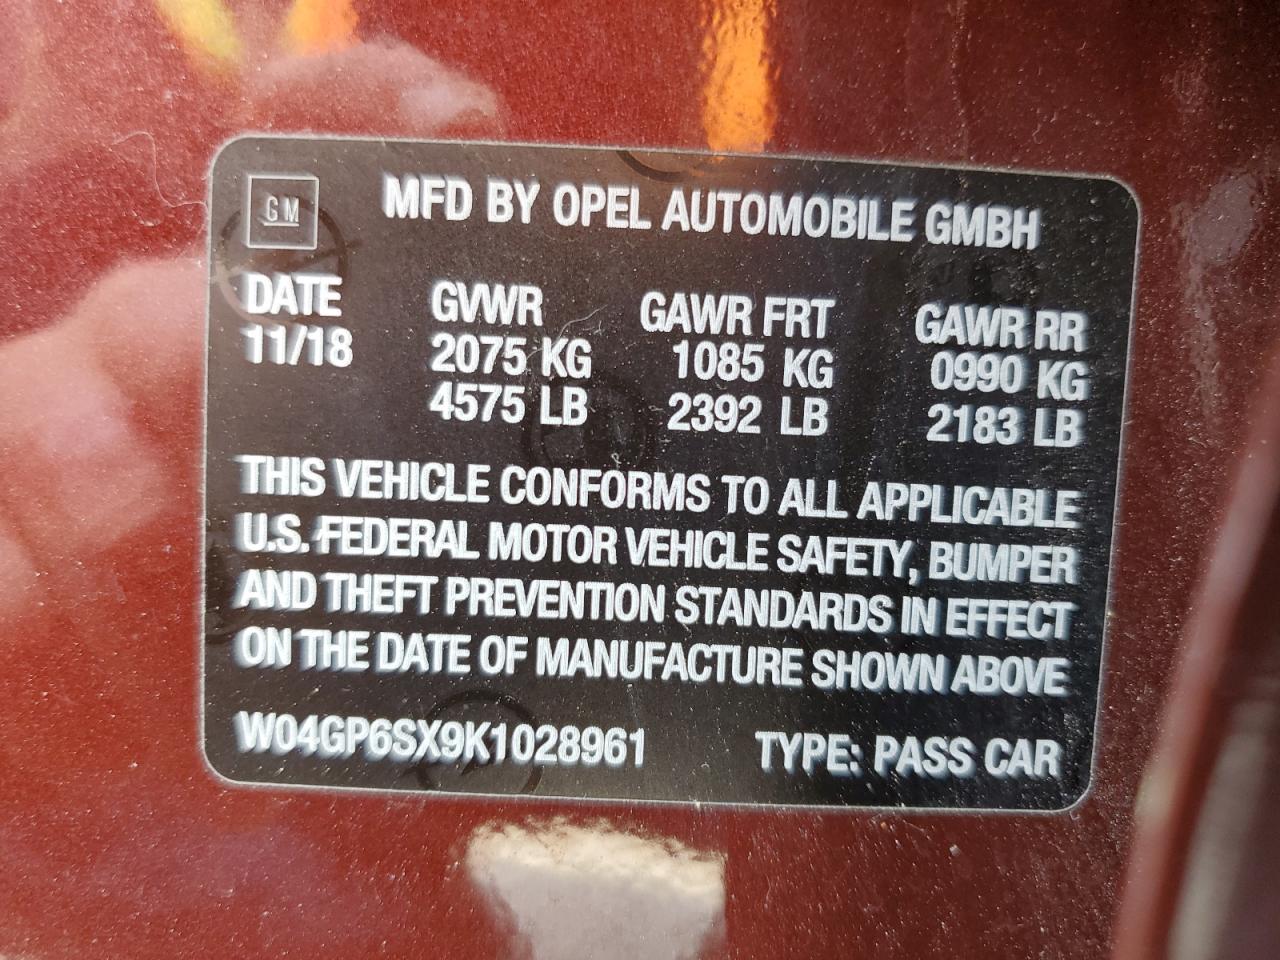 GM MFD BY OPEL AUTOMOBILE GMBH
DATE GVWR GAWR FRT GAWR RR
11/18 2075 KG 1085 KG 0990 KG
4575 LB 2392 LB 2183 LB
THIS VEHICLE CONFORMS TO ALL APPLICABLE
U.S. FEDERAL MOTOR VEHICLE SAFETY, BUMPER
AND THEFT PREVENTION STANDARDS IN EFFECT
ON THE DATE OF MANUFACTURE SHOWN ABOVE
W04GP6SX9K1028961 TYPE: PASS CAR